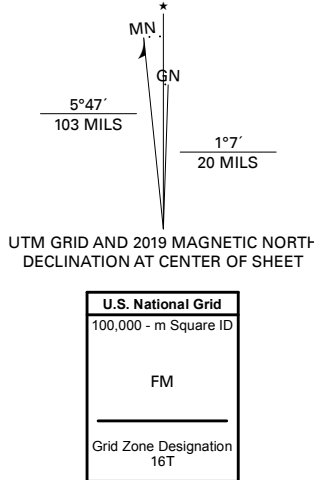 ★
MN
GN
5°47´
103 MILS
1°7´
20 MILS
UTM GRID AND 2019 MAGNETIC NORTH
DECLINATION AT CENTER OF SHEET
U.S. National Grid
100,000 - m Square ID
FM
Grid Zone Designation
16T